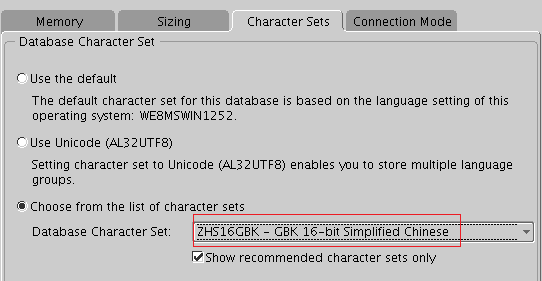 Memory Sizing Character Sets Connection Mode
Database Character Set
Use the default
The default character set for this database is based on the language setting of this
operating system: WE8MSWIN1252.
Use Unicode (AL32UTF8)
Setting character set to Unicode (AL32UTF8) enables you to store multiple language
groups.
Choose from the list of character sets
Database Character Set: ZHS16GBK - GBK 16-bit Simplified Chinese
Show recommended character sets only